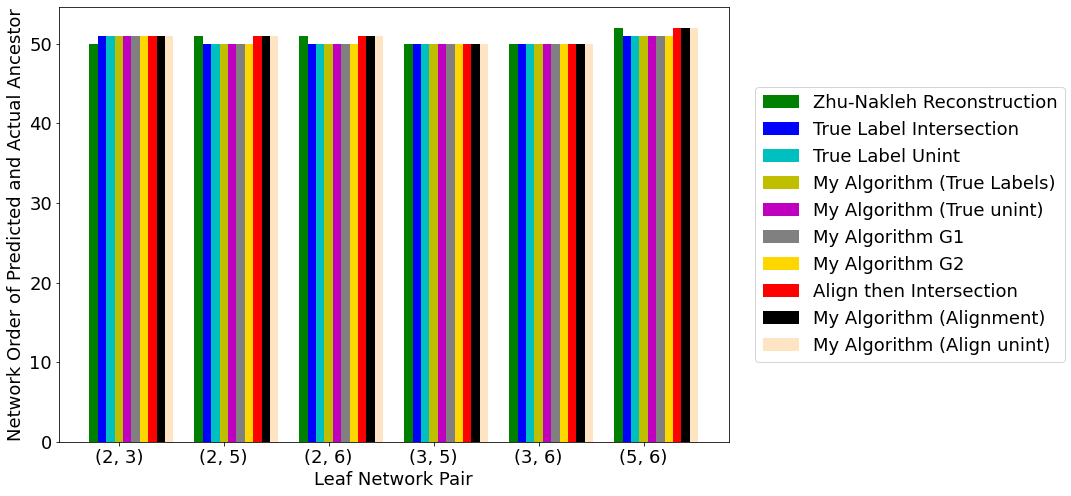 Network Order of Predicted and Actual Ancestor
50
40
30
20
10
0
(2, 3)
(2, 5)
(2, 6)
(3, 5)
(3, 6)
(5, 6)
Leaf Network Pair
Zhu-Nakleh Reconstruction
True Label Intersection
True Label Unint
My Algorithm (True Labels)
My Algorithm (True unint)
My Algorithm G1
My Algorithm G2
Align then Intersection
My Algorithm (Alignment)
My Algorithm (Align unint)